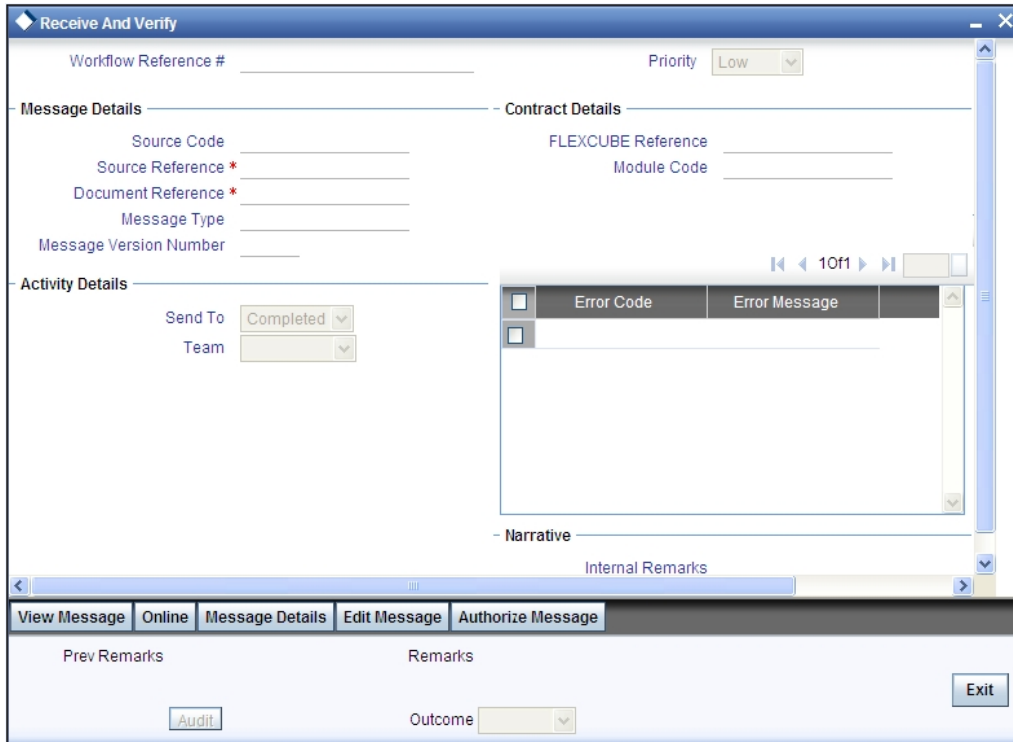 Receive And Verify
Workflow Reference #
Priority Low
Message Details
Source Code
Source Reference *
Document Reference *
Message Type
Message Version Number
Contract Details
FLEXCUBE Reference
Module Code
Activity Details
Send To Completed
Team
1Of1
Error Code Error Message
Narrative
Internal Remarks
View Message Online Message Details Edit Message Authorize Message
Prev Remarks Remarks
Audit Outcome
Exit